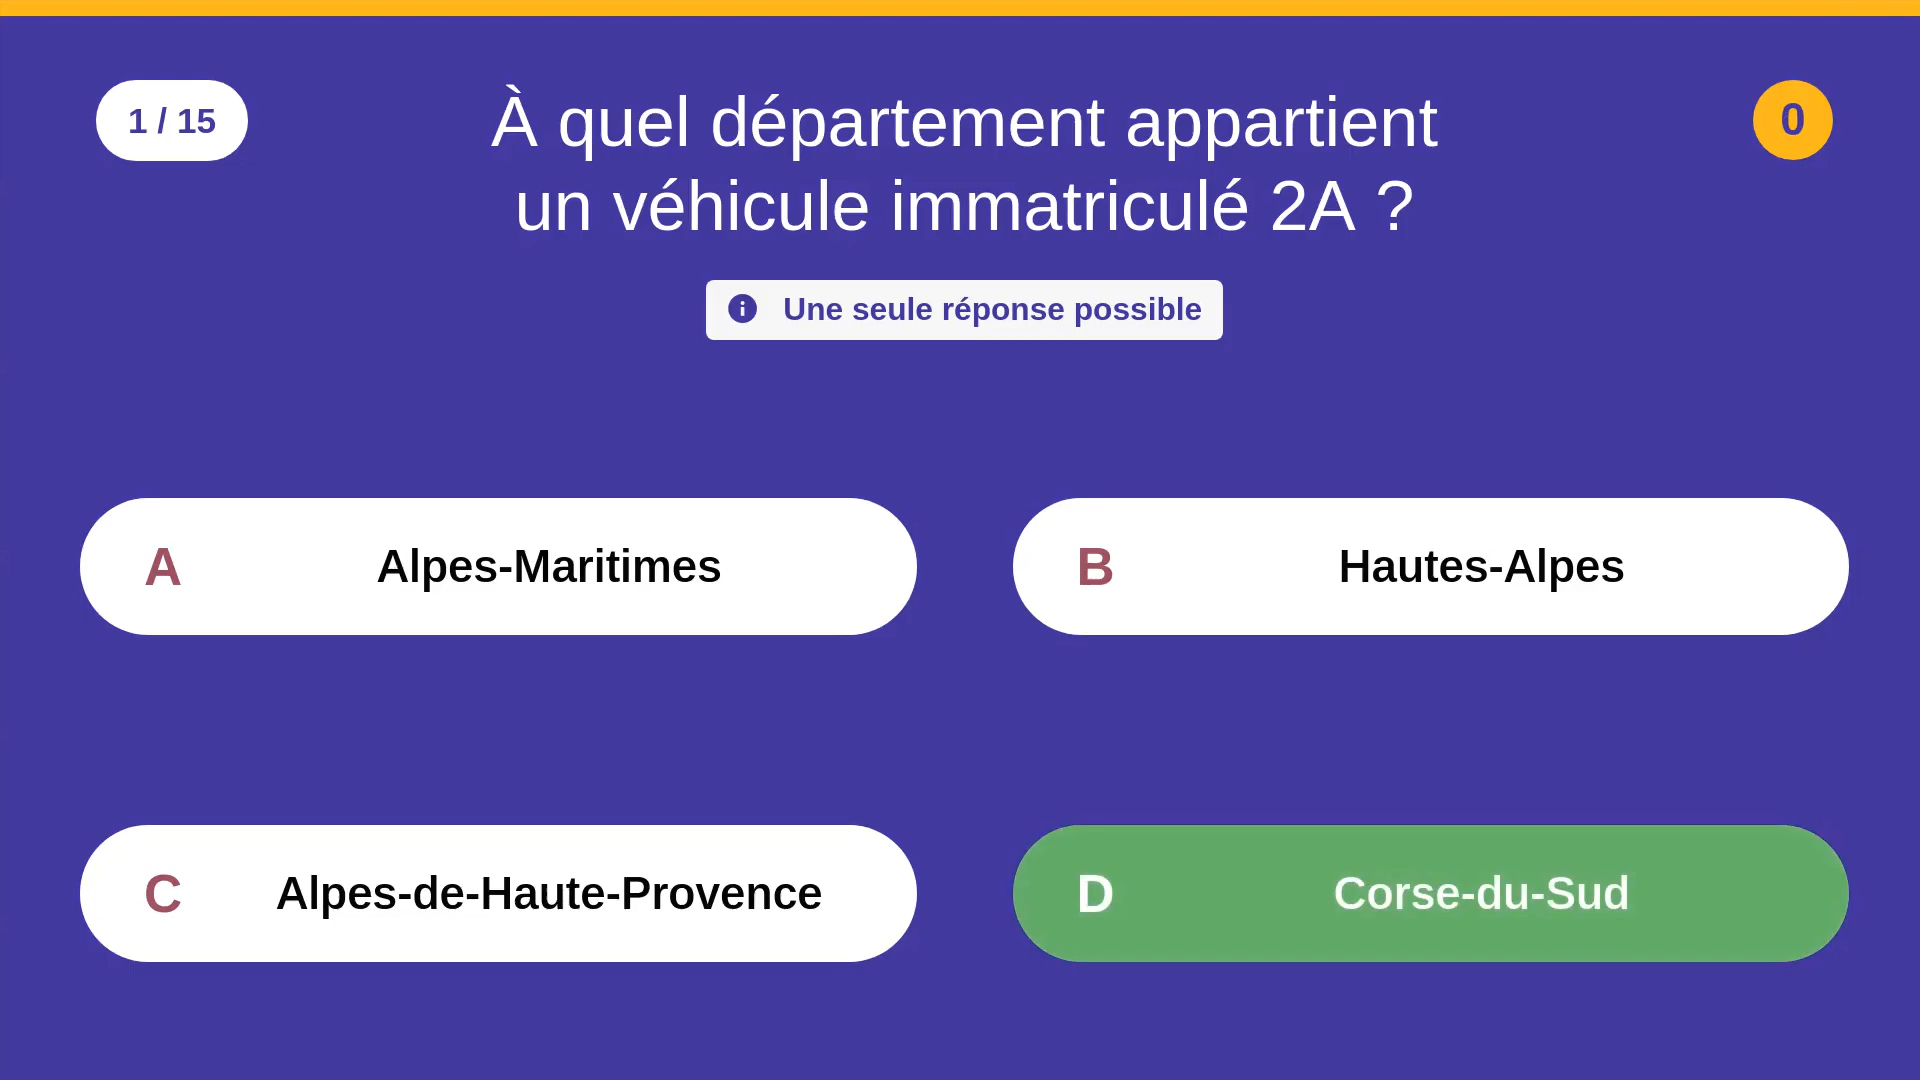 1 / 15
À quel département appartient
un véhicule immatriculé 2A ?
0
Une seule réponse possible
A Alpes-Maritimes
B Hautes-Alpes
C Alpes-de-Haute-Provence
D Corse-du-Sud